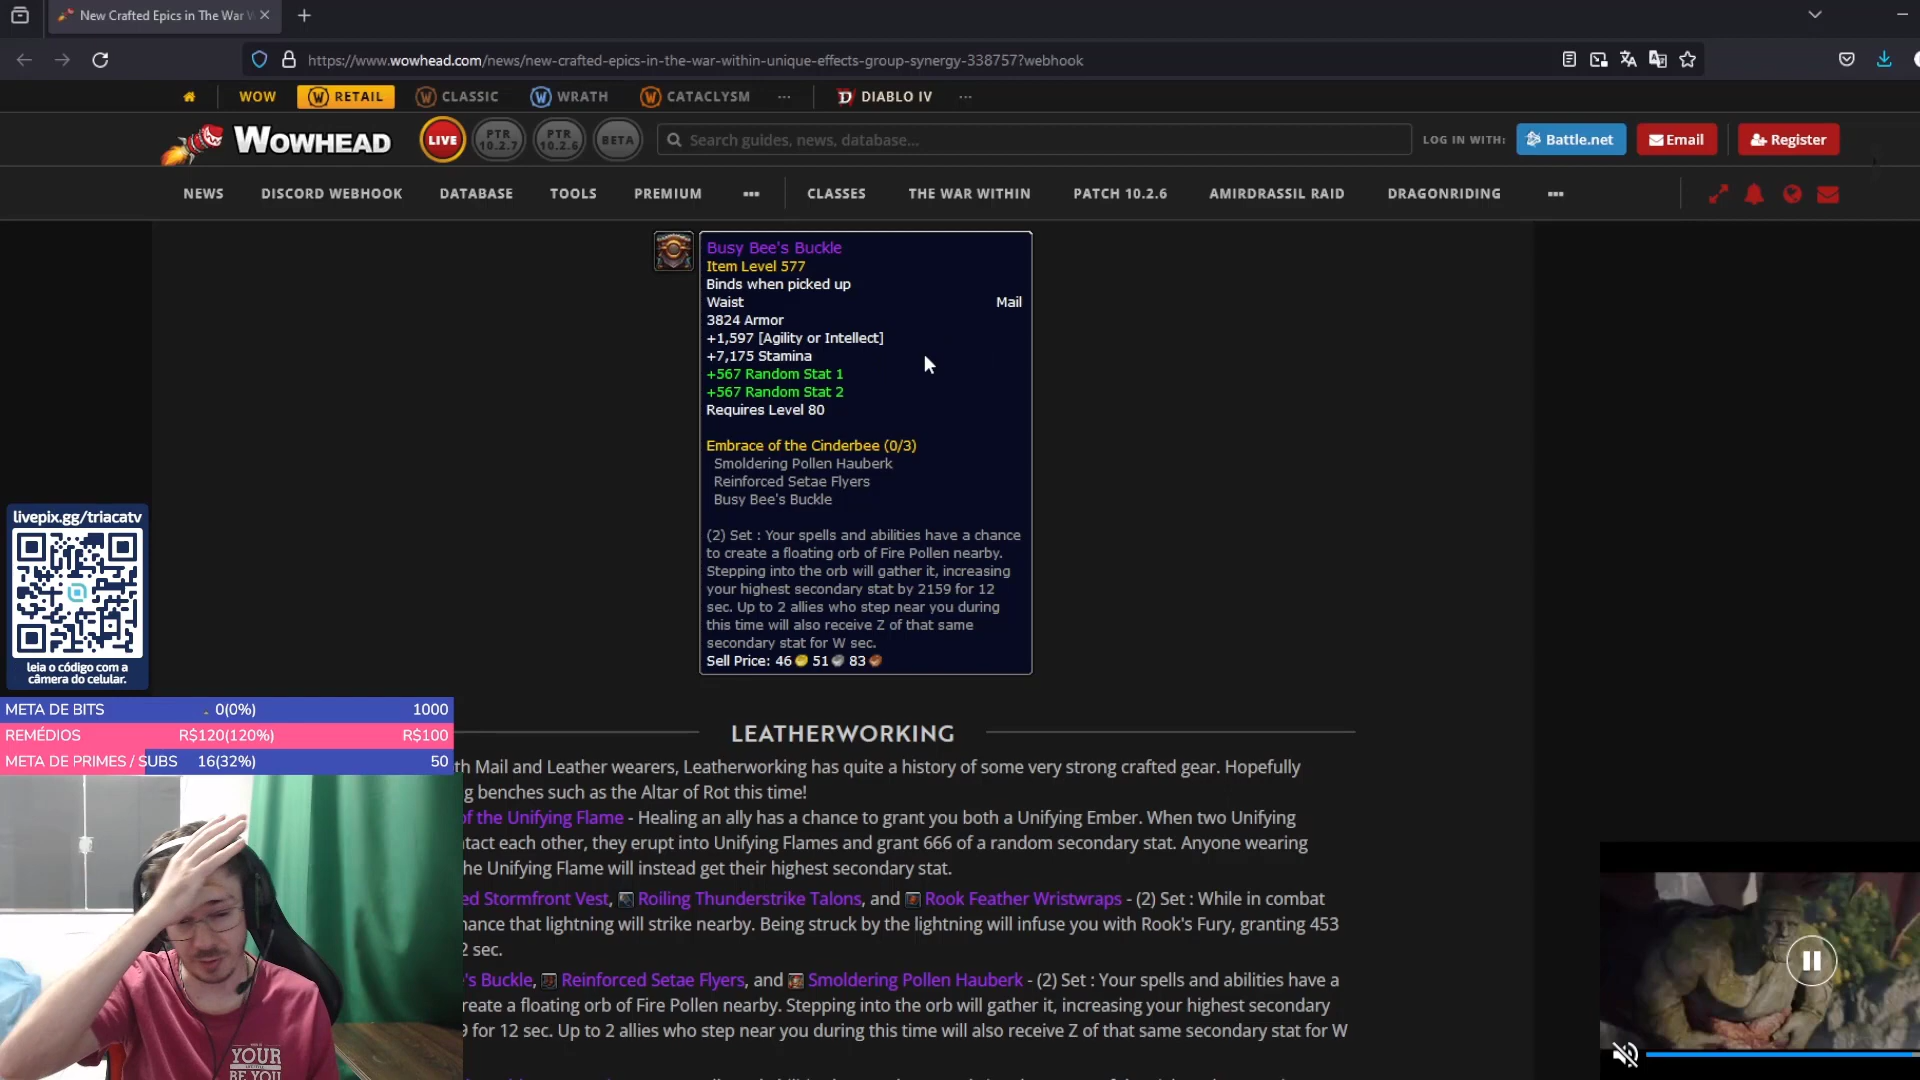 New Crafted Epics in The War
https://www.wowhead.com/news/new-crafted-epics-in-the-war-within-unique-effects-group-synergy-338757?webhook
WOW RETAIL CLASSIC WRATH CATACLYSM ... DIABLO IV ...
WOWHEAD LIVE PTR 10.2.7 PTR 10.2.6 BETA Search guides, news, database... LOG IN WITH: Battle.net Email Register
NEWS DISCORD WEBHOOK DATABASE TOOLS PREMIUM ... CLASSES THE WAR WITHIN PATCH 10.2.6 AMIRDRASSIL RAID DRAGONRIDING ...
Busy Bee's Buckle
Item Level 577
Binds when picked up
Waist Mail
3824 Armor
+1,597 [Agility or Intellect]
+7,175 Stamina
+567 Random Stat 1
+567 Random Stat 2
Requires Level 80
Embrace of the Cinderbee (0/3)
Smoldering Pollen Hauberk
Reinforced Setae Flyers
Busy Bee's Buckle
(2) Set : Your spells and abilities have a chance
to create a floating orb of Fire Pollen nearby.
Stepping into the orb will gather it, increasing
your highest secondary stat by 2159 for 12
sec. Up to 2 allies who step near you during
this time will also receive Z of that same
secondary stat for W sec.
Sell Price: 46 51 83
livepix.gg/triacatv
leia o código com a
câmera do celular.
META DE BITS 0(0%) 1000
REMÉDIOS R$120(120%) R$100
META DE PRIMES / SUBS 16(32%) 50
LEATHERWORKING
th Mail and Leather wearers, Leatherworking has quite a history of some very strong crafted gear. Hopefully
g benches such as the Altar of Rot this time!
of the Unifying Flame - Healing an ally has a chance to grant you both a Unifying Ember. When two Unifying
tact each other, they erupt into Unifying Flames and grant 666 of a random secondary stat. Anyone wearing
he Unifying Flame will instead get their highest secondary stat.
ed Stormfront Vest, Roiling Thunderstrike Talons, and Rook Feather Wristwraps - (2) Set : While in combat
hance that lightning will strike nearby. Being struck by the lightning will infuse you with Rook's Fury, granting 453
2 sec.
's Buckle, Reinforced Setae Flyers, and Smoldering Pollen Hauberk - (2) Set : Your spells and abilities have a
reate a floating orb of Fire Pollen nearby. Stepping into the orb will gather it, increasing your highest secondary
9 for 12 sec. Up to 2 allies who step near you during this time will also receive Z of that same secondary stat for W
YOUR
BE YOU